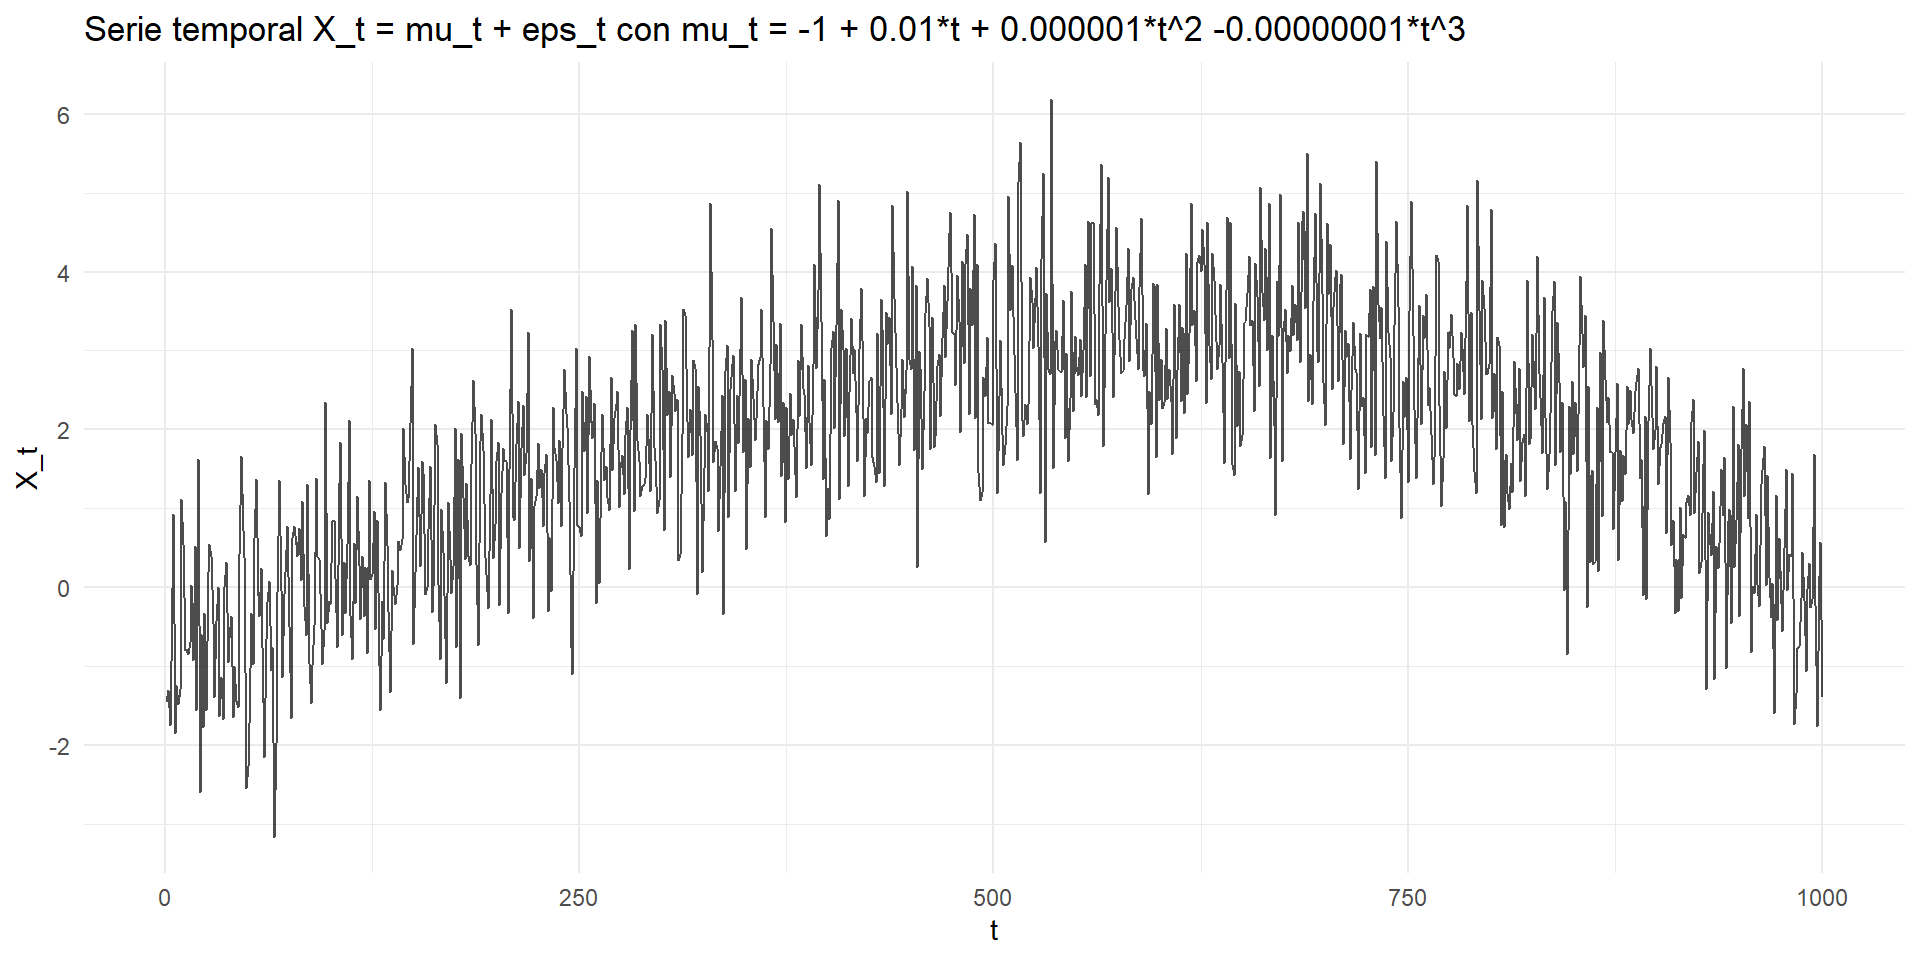 Serie temporal X_t = mu_t + eps_t con mu_t = -1 + 0.01*t + 0.000001*t^2 -0.00000001*t^3
6
4
2
0
-2
X_t
0 250 500 750 1000
t